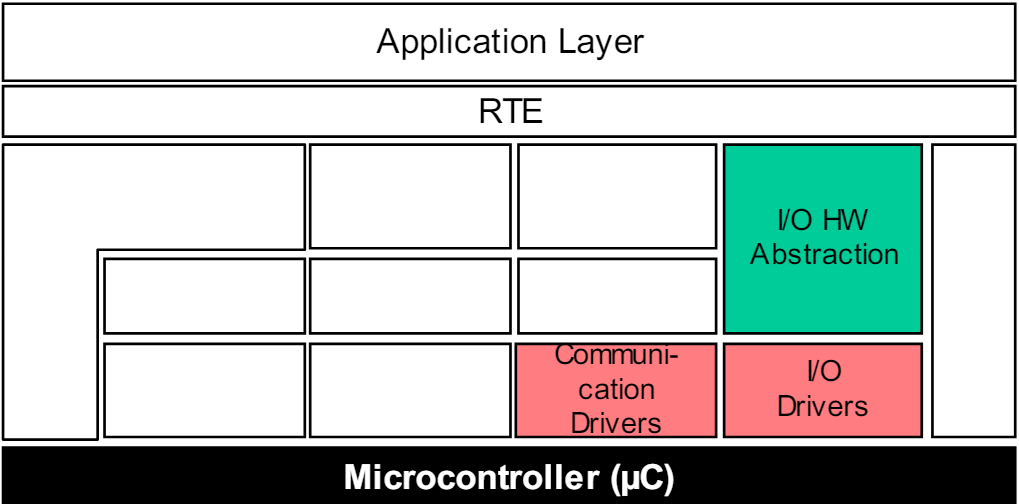 Application Layer
RTE
I/O HW
Abstraction
Communi-
cation
Drivers
I/O
Drivers
Microcontroller (µC)